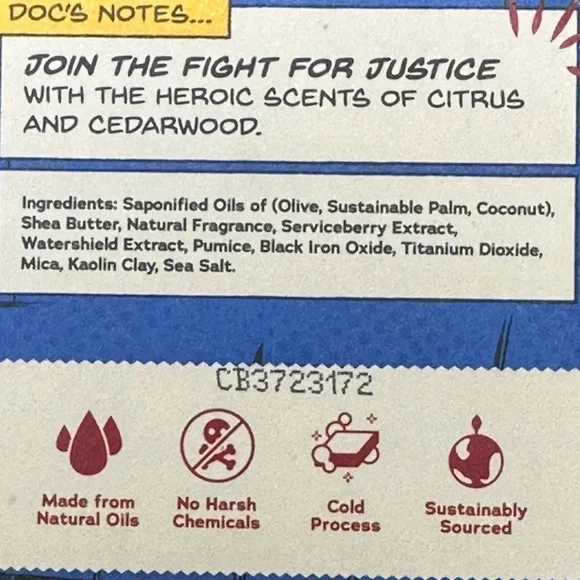 DOC'S NOTES...
JOIN THE FIGHT FOR JUSTICE
WITH THE HEROIC SCENTS OF CITRUS
AND CEDARWOOD.
Ingredients: Saponified Oils of (Olive, Sustainable Palm, Coconut),
Shea Butter, Natural Fragrance, Serviceberry Extract,
Watershield Extract, Pumice, Black Iron Oxide, Titanium Dioxide,
Mica, Kaolin Clay, Sea Salt.
CB3723172
Made from
Natural Oils
No Harsh
Chemicals
Cold
Process
Sustainably
Sourced